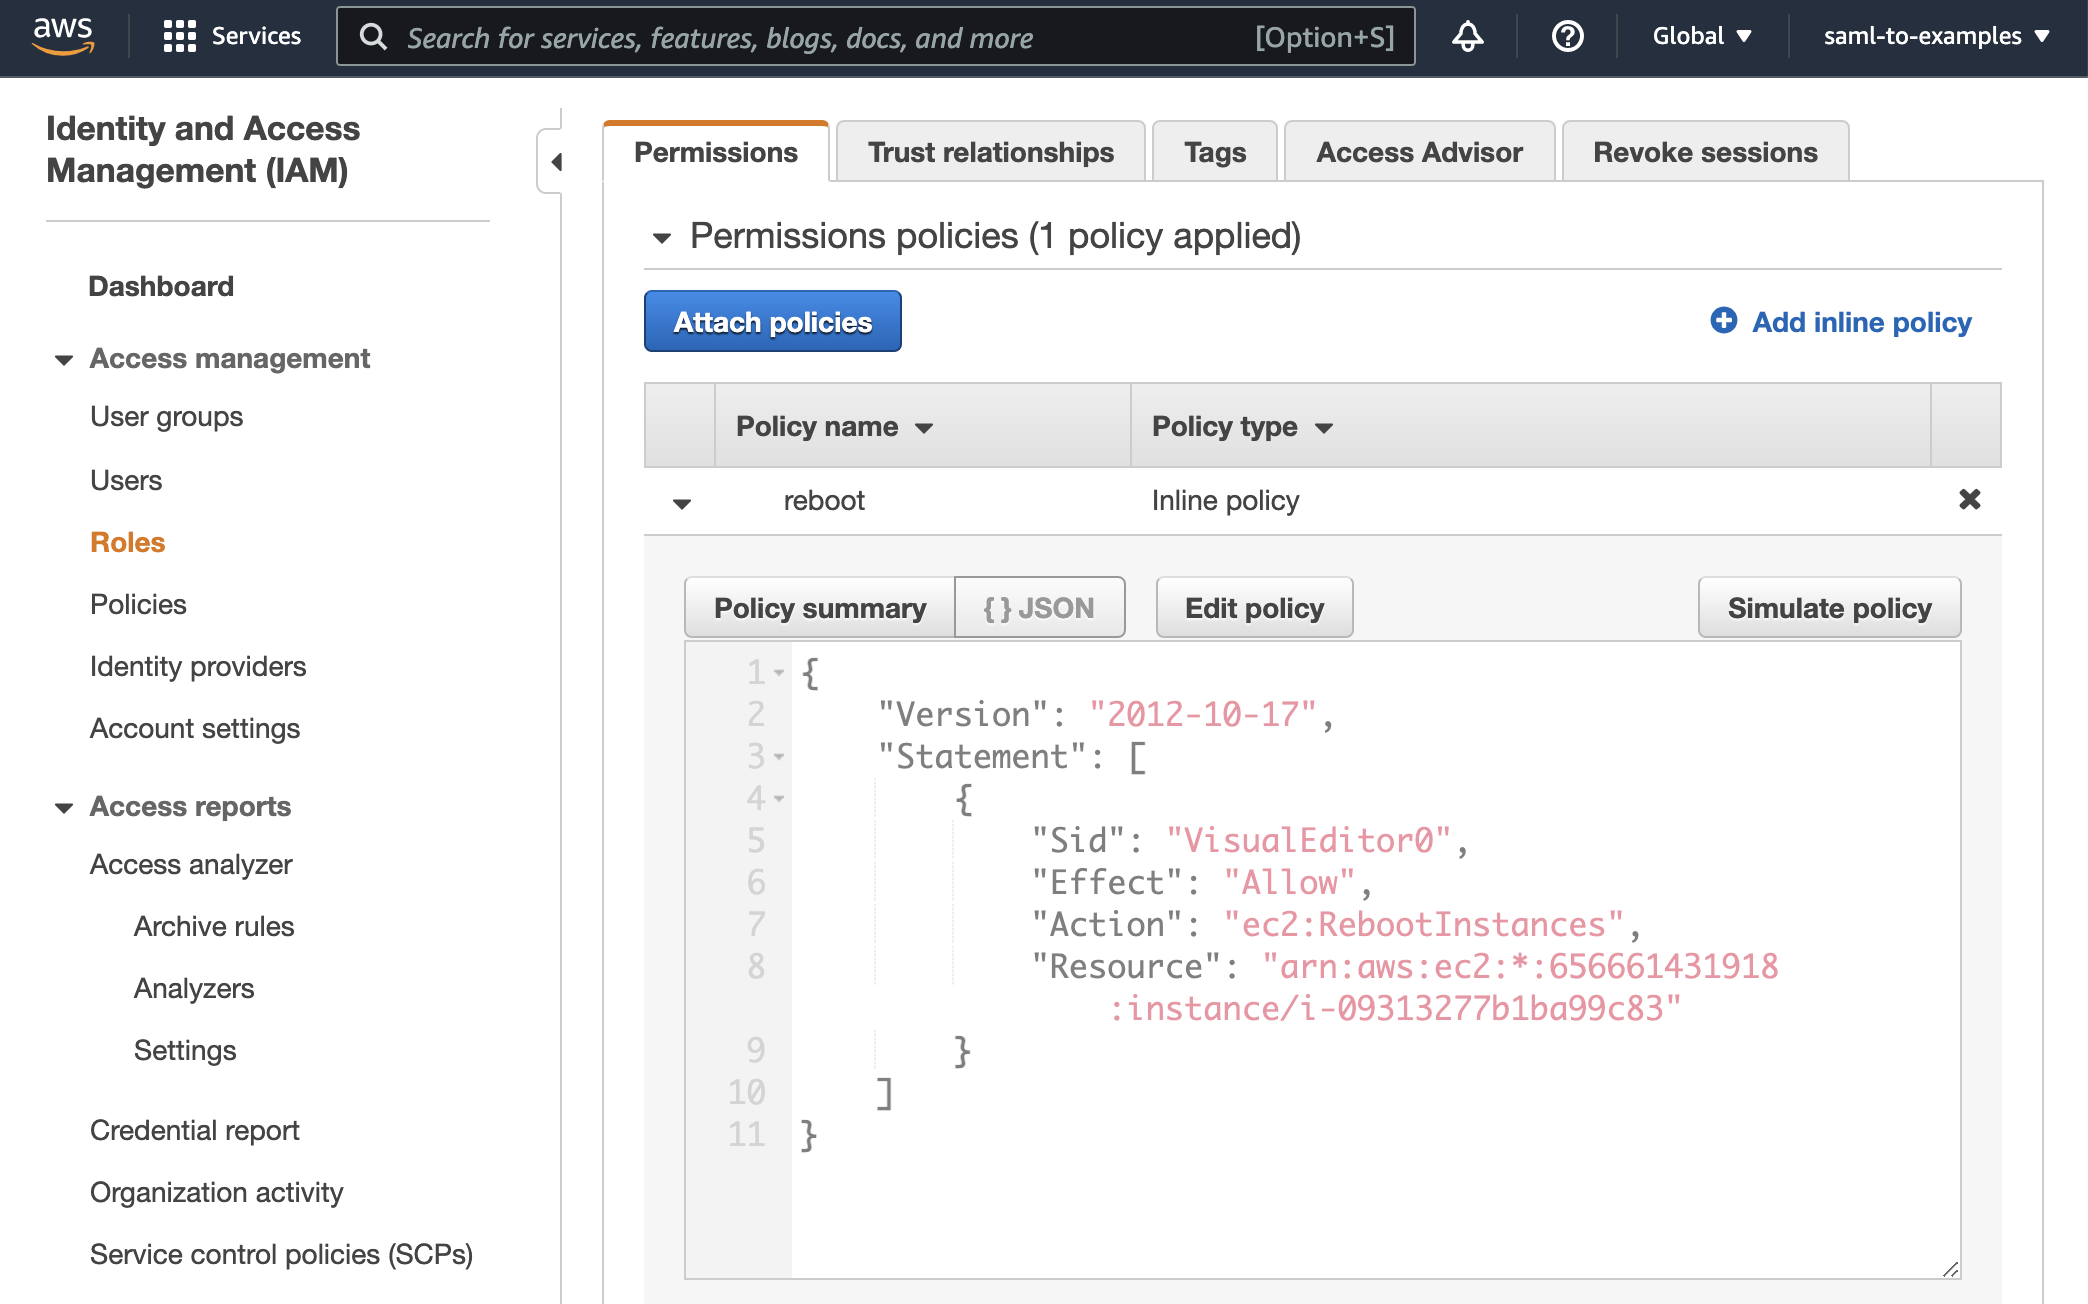 aws
Services
Search for services, features, blogs, docs, and more
[Option+S]
Global
saml-to-examples
Identity and Access
Management (IAM)
Dashboard
Access management
User groups
Users
Roles
Policies
Identity providers
Account settings
Access reports
Access analyzer
Archive rules
Analyzers
Settings
Credential report
Organization activity
Service control policies (SCPs)
Permissions
Trust relationships
Tags
Access Advisor
Revoke sessions
Permissions policies (1 policy applied)
Attach policies
Add inline policy
Policy name
Policy type
reboot
Inline policy
Policy summary
{ } JSON
Edit policy
Simulate policy
1 {
2 "Version": "2012-10-17",
3 "Statement": [
4 {
5 "Sid": "VisualEditor0",
6 "Effect": "Allow",
7 "Action": "ec2:RebootInstances",
8 "Resource": "arn:aws:ec2:*:656661431918
:instance/i-09313277b1ba99c83"
9 }
10 ]
11 }